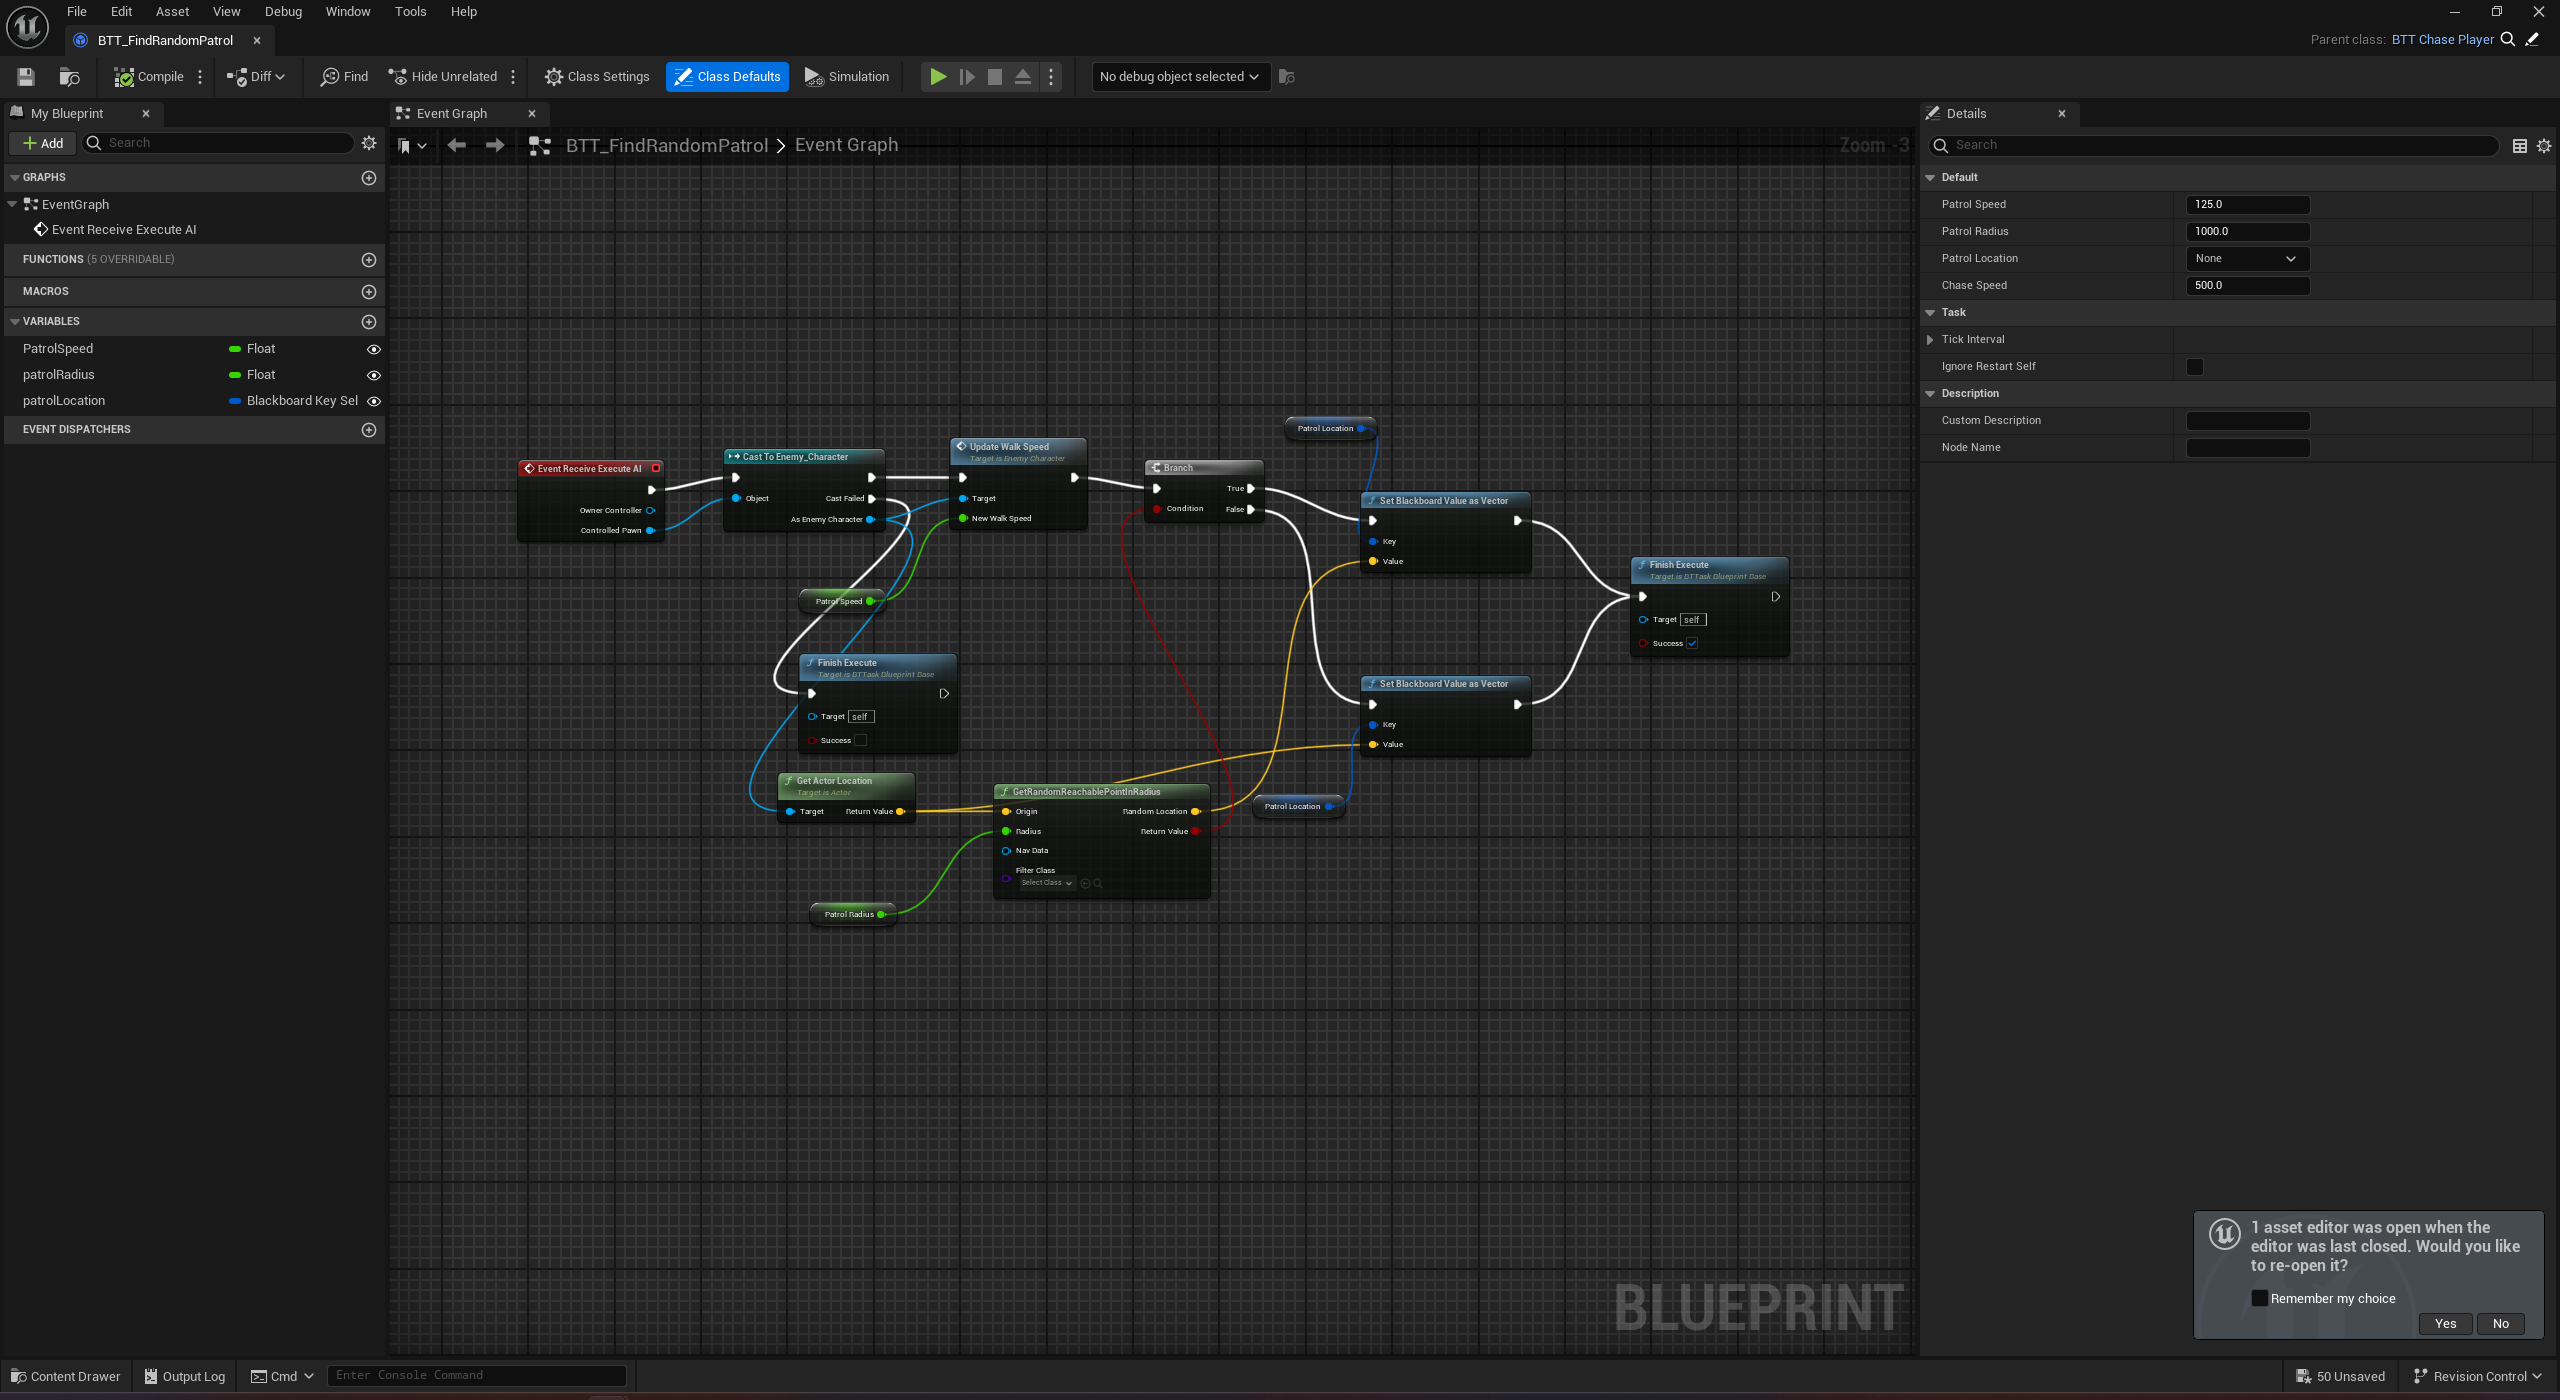 File Edit Asset View Debug Window Tools Help
BTT_FindRandomPatrol
Parent class: BTT Chase Player
Compile Diff Find Hide Unrelated Class Settings Class Defaults Simulation No debug object selected
My Blueprint
Add Search
GRAPHS
EventGraph
Event Receive Execute AI
FUNCTIONS (5 OVERRIDABLE)
MACROS
VARIABLES
PatrolSpeed Float
patrolRadius Float
patrolLocation Blackboard Key Sel
EVENT DISPATCHERS
Event Graph
BTT_FindRandomPatrol > Event Graph
Zoom -3
Event Receive Execute AI
Owner Controller
Controlled Pawn
Cast To Enemy_Character
Object Cast Failed
As Enemy Character
Update Walk Speed
Target is Enemy Character
Target
New Walk Speed
Branch
True
Condition False
Patrol Location
Set Blackboard Value as Vector
Key
Value
Finish Execute
Target is BTTask Blueprint Base
Target self
Success
Patrol Speed
Finish Execute
Target is BTTask Blueprint Base
Target self
Success
Set Blackboard Value as Vector
Key
Value
Get Actor Location
Target is Actor
Target Return Value
GetRandomReachablePointInRadius
Origin Random Location
Radius Return Value
Nav Data
Filter Class
Select Class
Patrol Location
Patrol Radius
BLUEPRINT
Details
Search
Default
Patrol Speed 125.0
Patrol Radius 1000.0
Patrol Location None
Chase Speed 500.0
Task
Tick Interval
Ignore Restart Self
Description
Custom Description
Node Name
1 asset editor was open when the
editor was last closed. Would you like
to re-open it?
Remember my choice
Yes No
Content Drawer Output Log Cmd Enter Console Command 50 Unsaved Revision Control